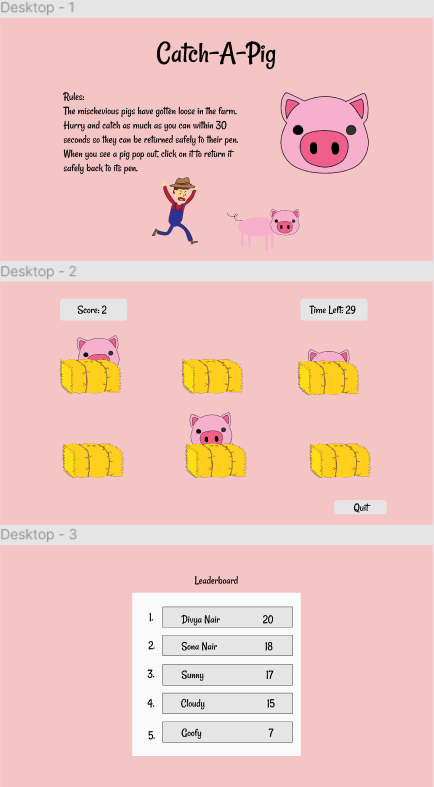 Desktop - 1
Catch-A-Pig
Rules:
The mischevious pigs have gotten loose in the farm.
Hurry and catch as much as you can within 30
seconds so they can be returned safely to their pen.
When you see a pig pop out, click on it to return it
safely back to its pen.
Desktop - 2
Score: 2
Time Left: 29
Quit
Desktop - 3
Leaderboard
1. Divya Nair 20
2. Sona Nair 18
3. Sunny 17
4. Cloudy 15
5. Goofy 7